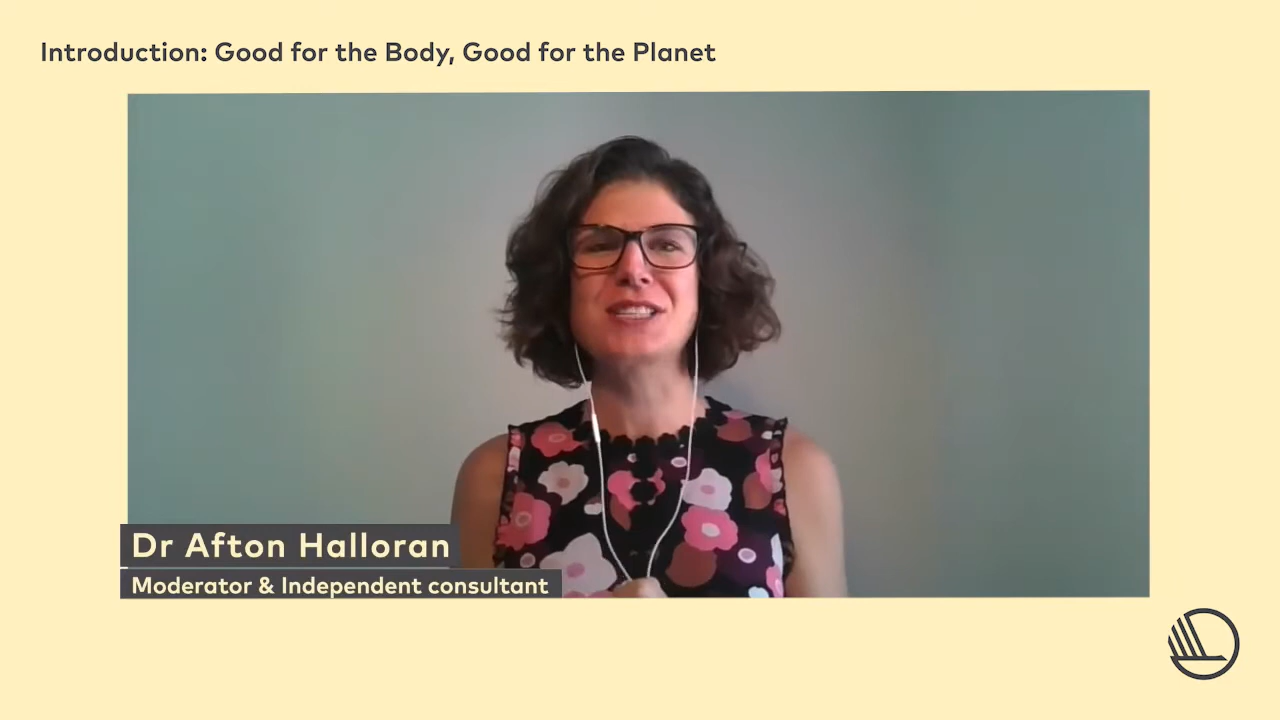 Introduction: Good for the Body, Good for the Planet
Dr Afton Halloran
Moderator & Independent consultant